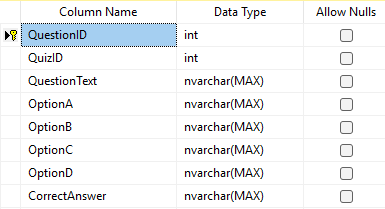 Column Name Data Type Allow Nulls
QuestionID int
QuizID int
QuestionText nvarchar(MAX)
OptionA nvarchar(MAX)
OptionB nvarchar(MAX)
OptionC nvarchar(MAX)
OptionD nvarchar(MAX)
CorrectAnswer nvarchar(MAX)